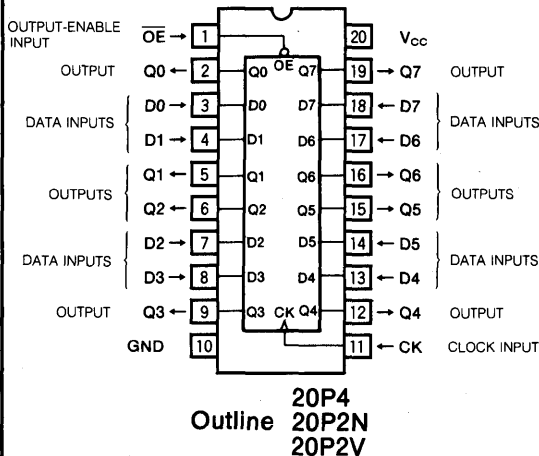 OUTPUT-ENABLE
INPUT
OE → 1
20 Vcc
OUTPUT Q0 ← 2 Q0 OE Q7 19 → Q7 OUTPUT
D0 → 3 D0 D7 18 ← D7
DATA INPUTS DATA INPUTS
D1 → 4 D1 D6 17 ← D6
Q1 ← 5 Q1 Q6 16 → Q6
OUTPUTS OUTPUTS
Q2 ← 6 Q2 Q5 15 → Q5
D2 → 7 D2 D5 14 ← D5
DATA INPUTS DATA INPUTS
D3 → 8 D3 D4 13 ← D4
OUTPUT Q3 ← 9 Q3 CK Q4 12 → Q4 OUTPUT
GND 10 11 ← CK CLOCK INPUT
20P4
Outline 20P2N
20P2V